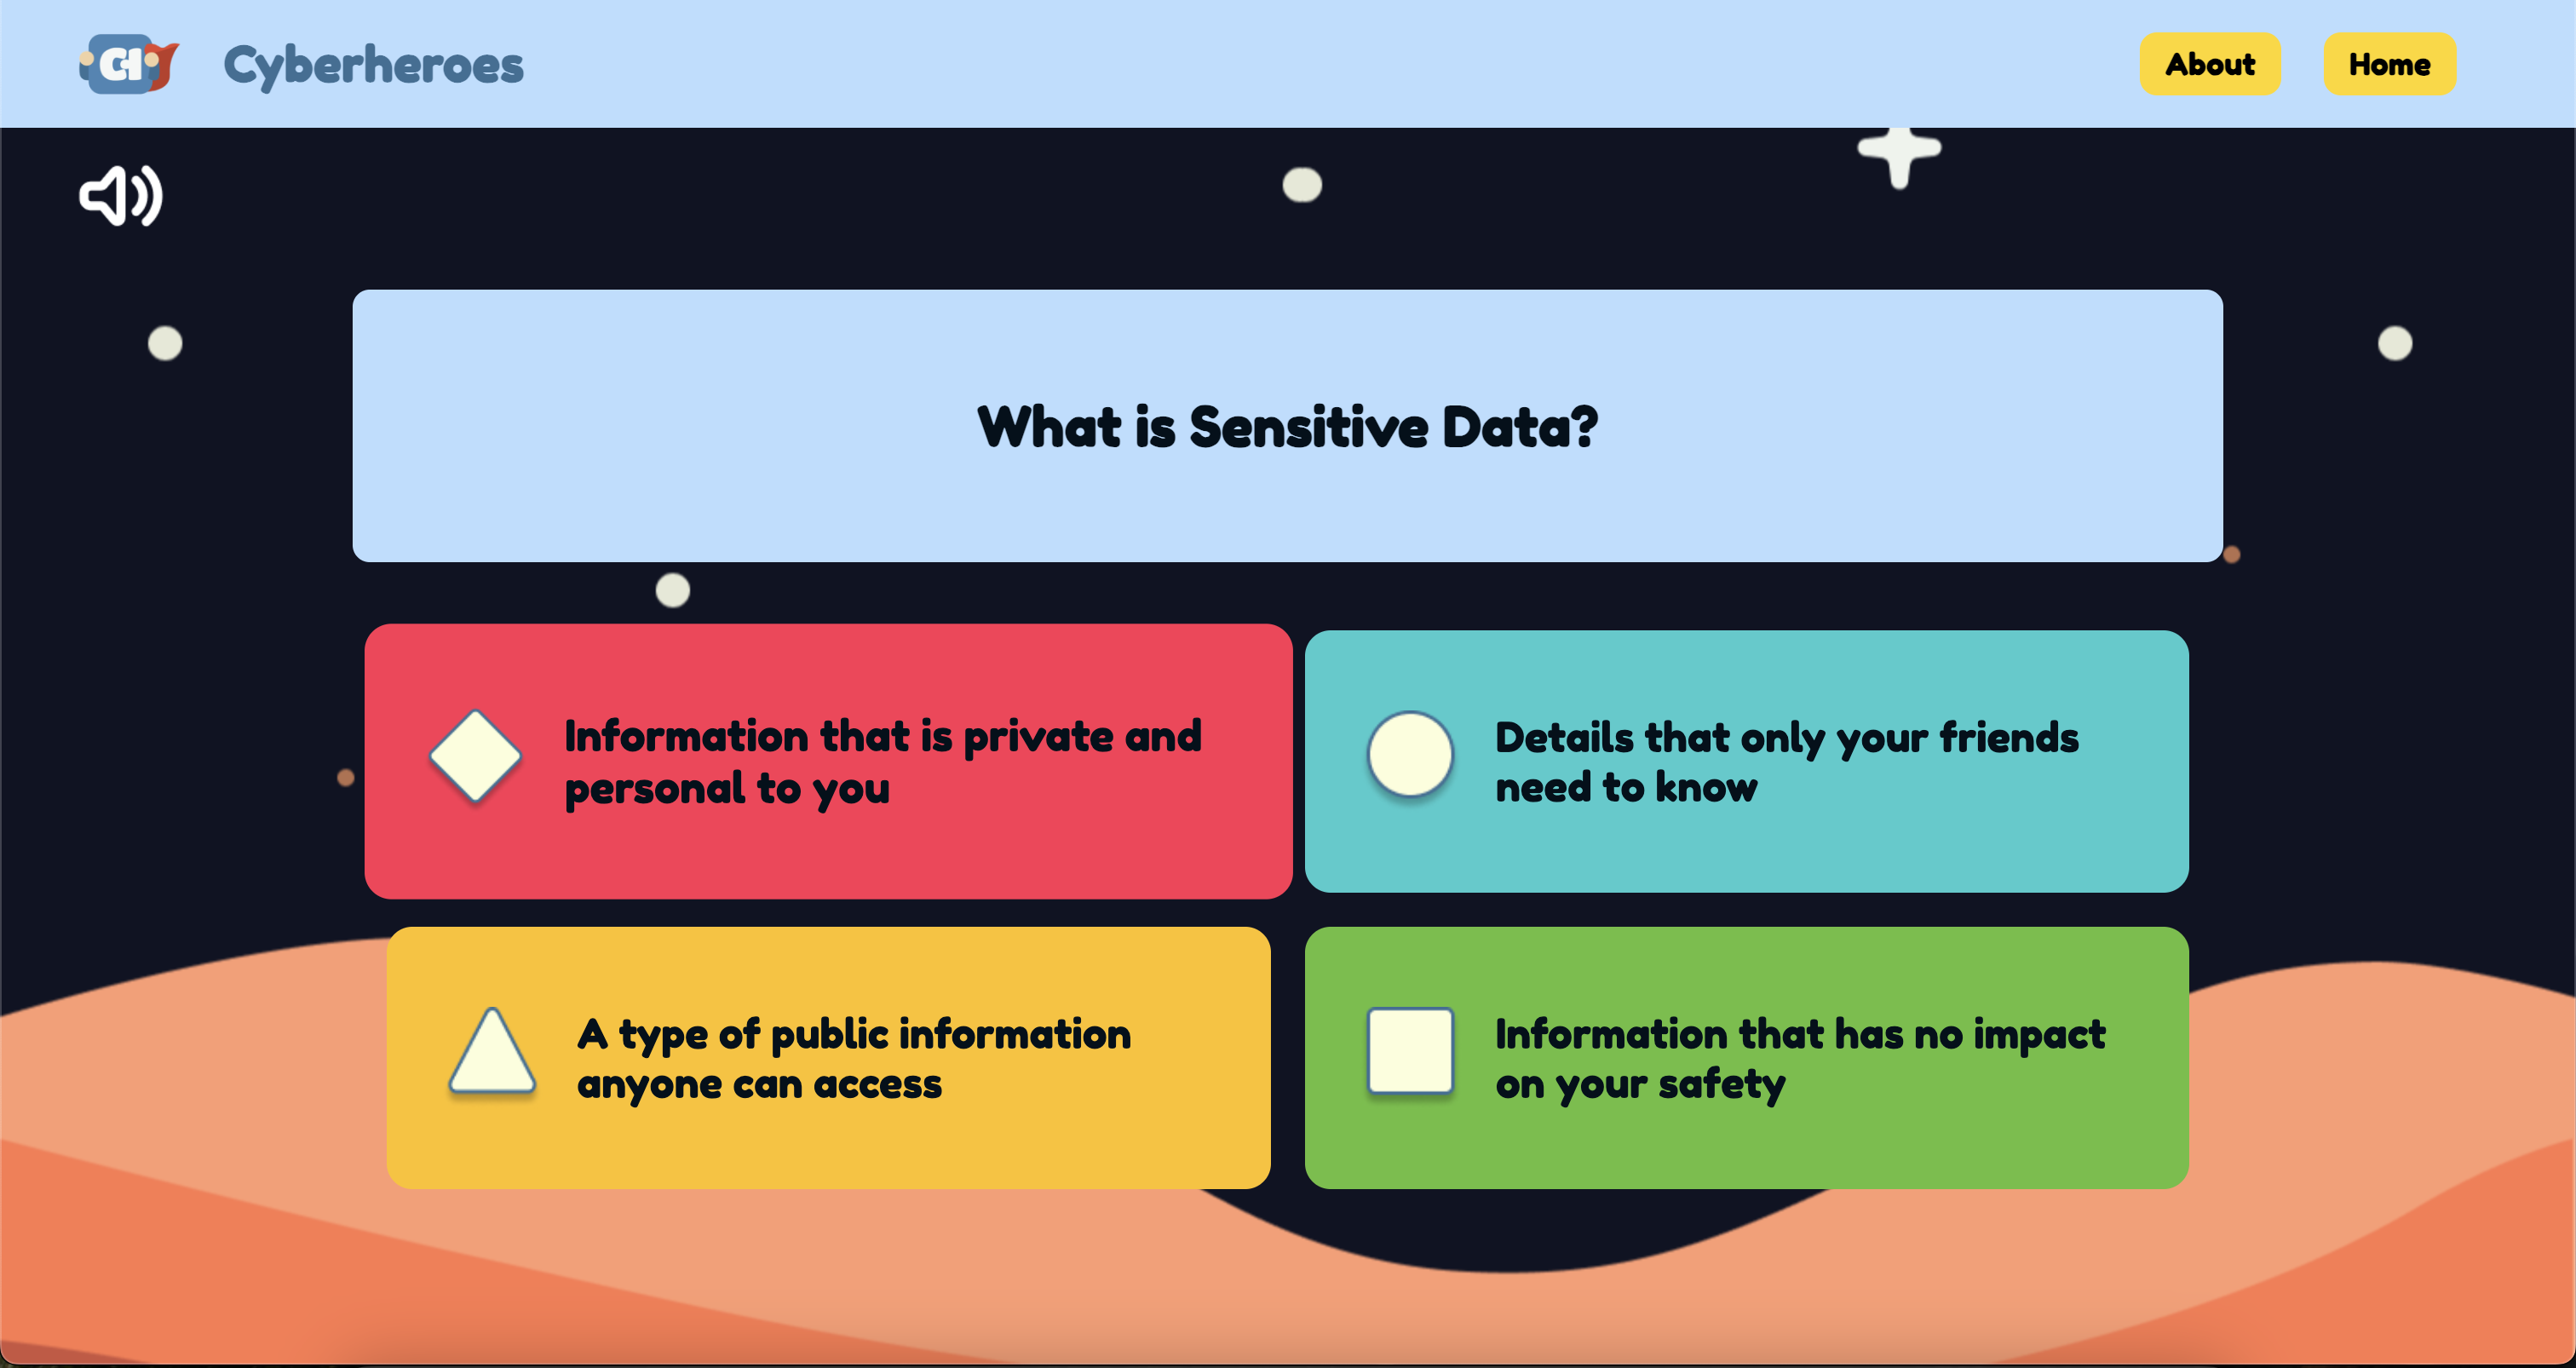 CH
Cyberheroes
About
Home
What is Sensitive Data?
Information that is private and
personal to you
Details that only your friends
need to know
A type of public information
anyone can access
Information that has no impact
on your safety